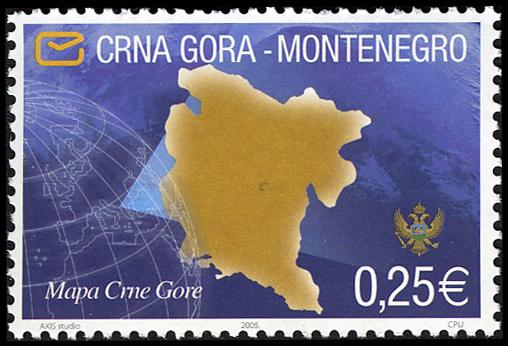 CRNA GORA - MONTENEGRO
Mapa Crne Gore
0,25€
AXIS studio 2005. CPU